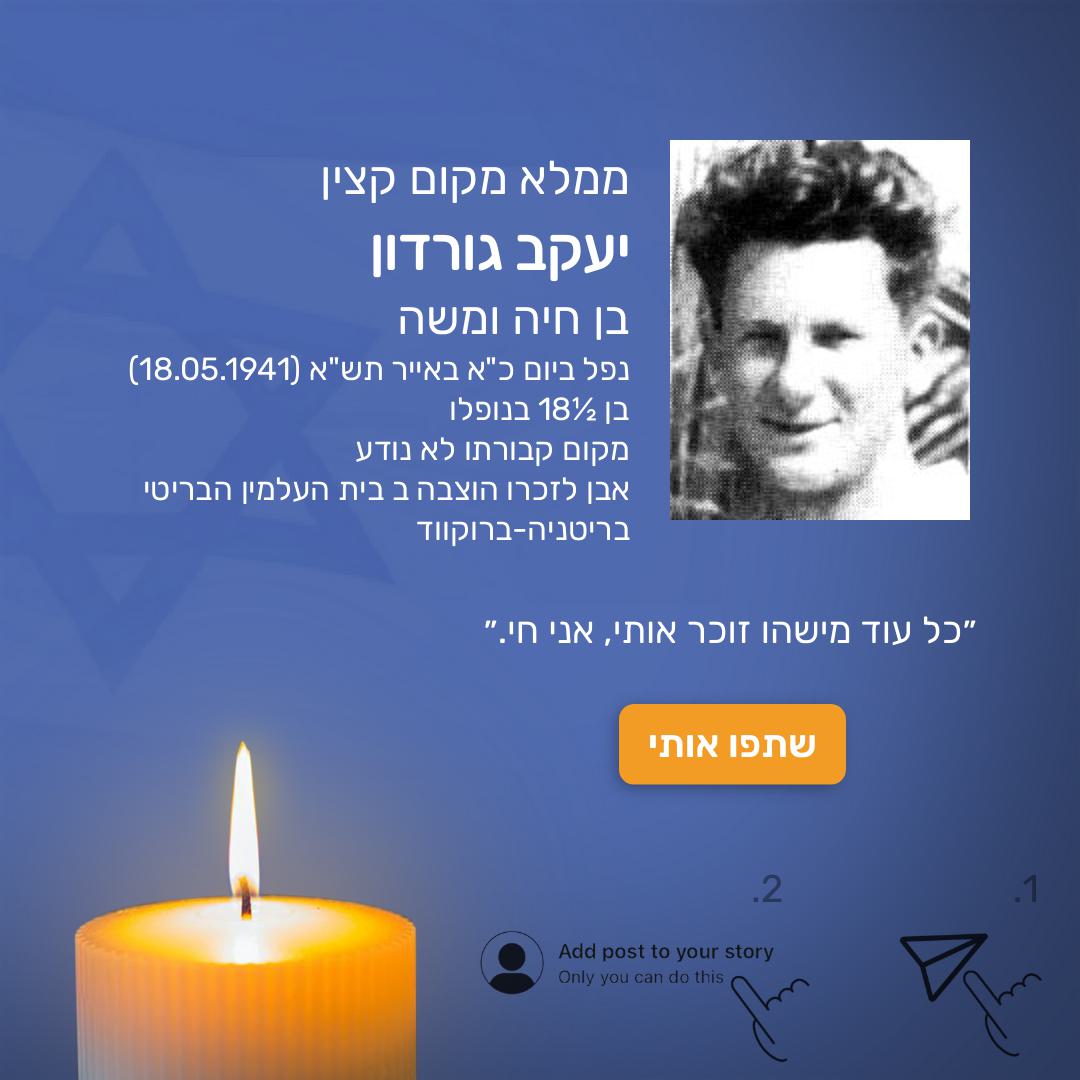 ממלא מקום קצין
יעקב גורדון
בן חיה ומשה
נפל ביום כ"א באייר תש"א (18.05.1941)
בן 18½ בנופלו
מקום קבורתו לא נודע
אבן לזכרו הוצבה ב בית העלמין הבריטי
בריטניה-ברוקווד
״כל עוד מישהו זוכר אותי, אני חי.״
שתפו אותי
1.
2.
Add post to your story
Only you can do this